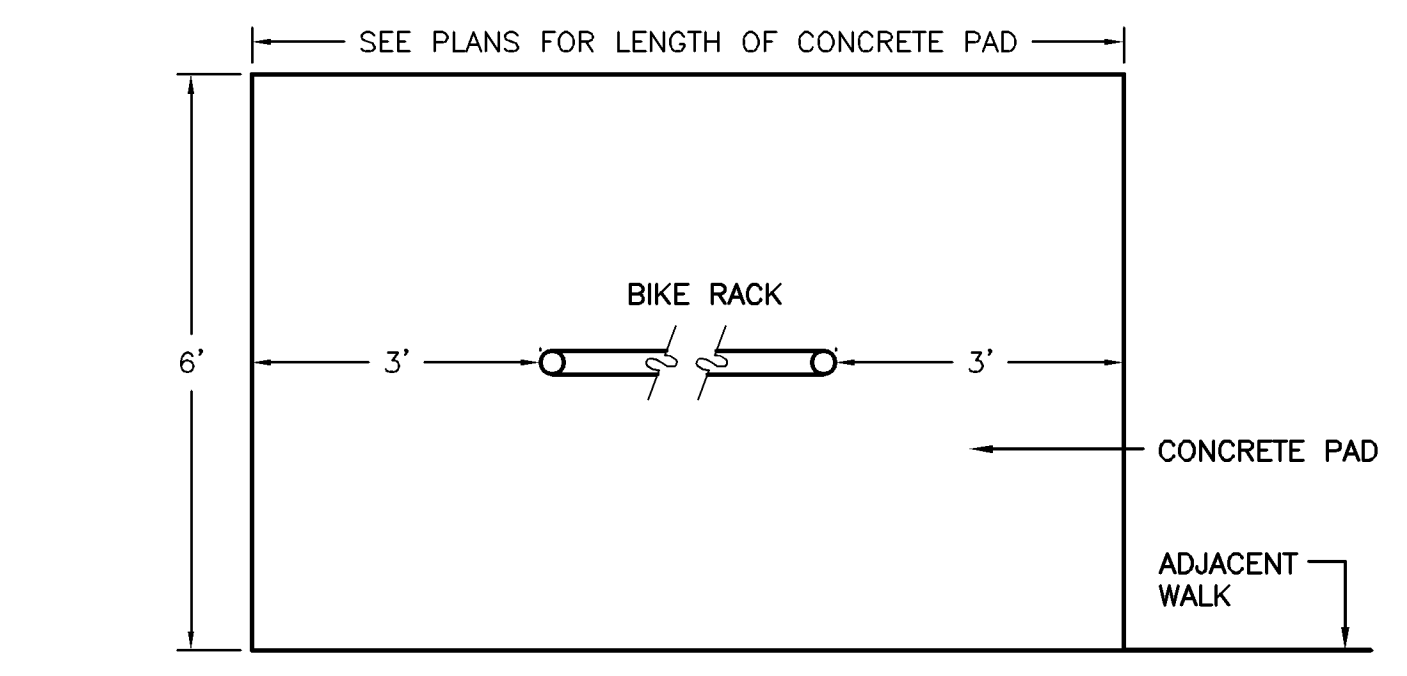 SEE PLANS FOR LENGTH OF CONCRETE PAD
BIKE RACK
6'
3'
3'
CONCRETE PAD
ADJACENT
WALK